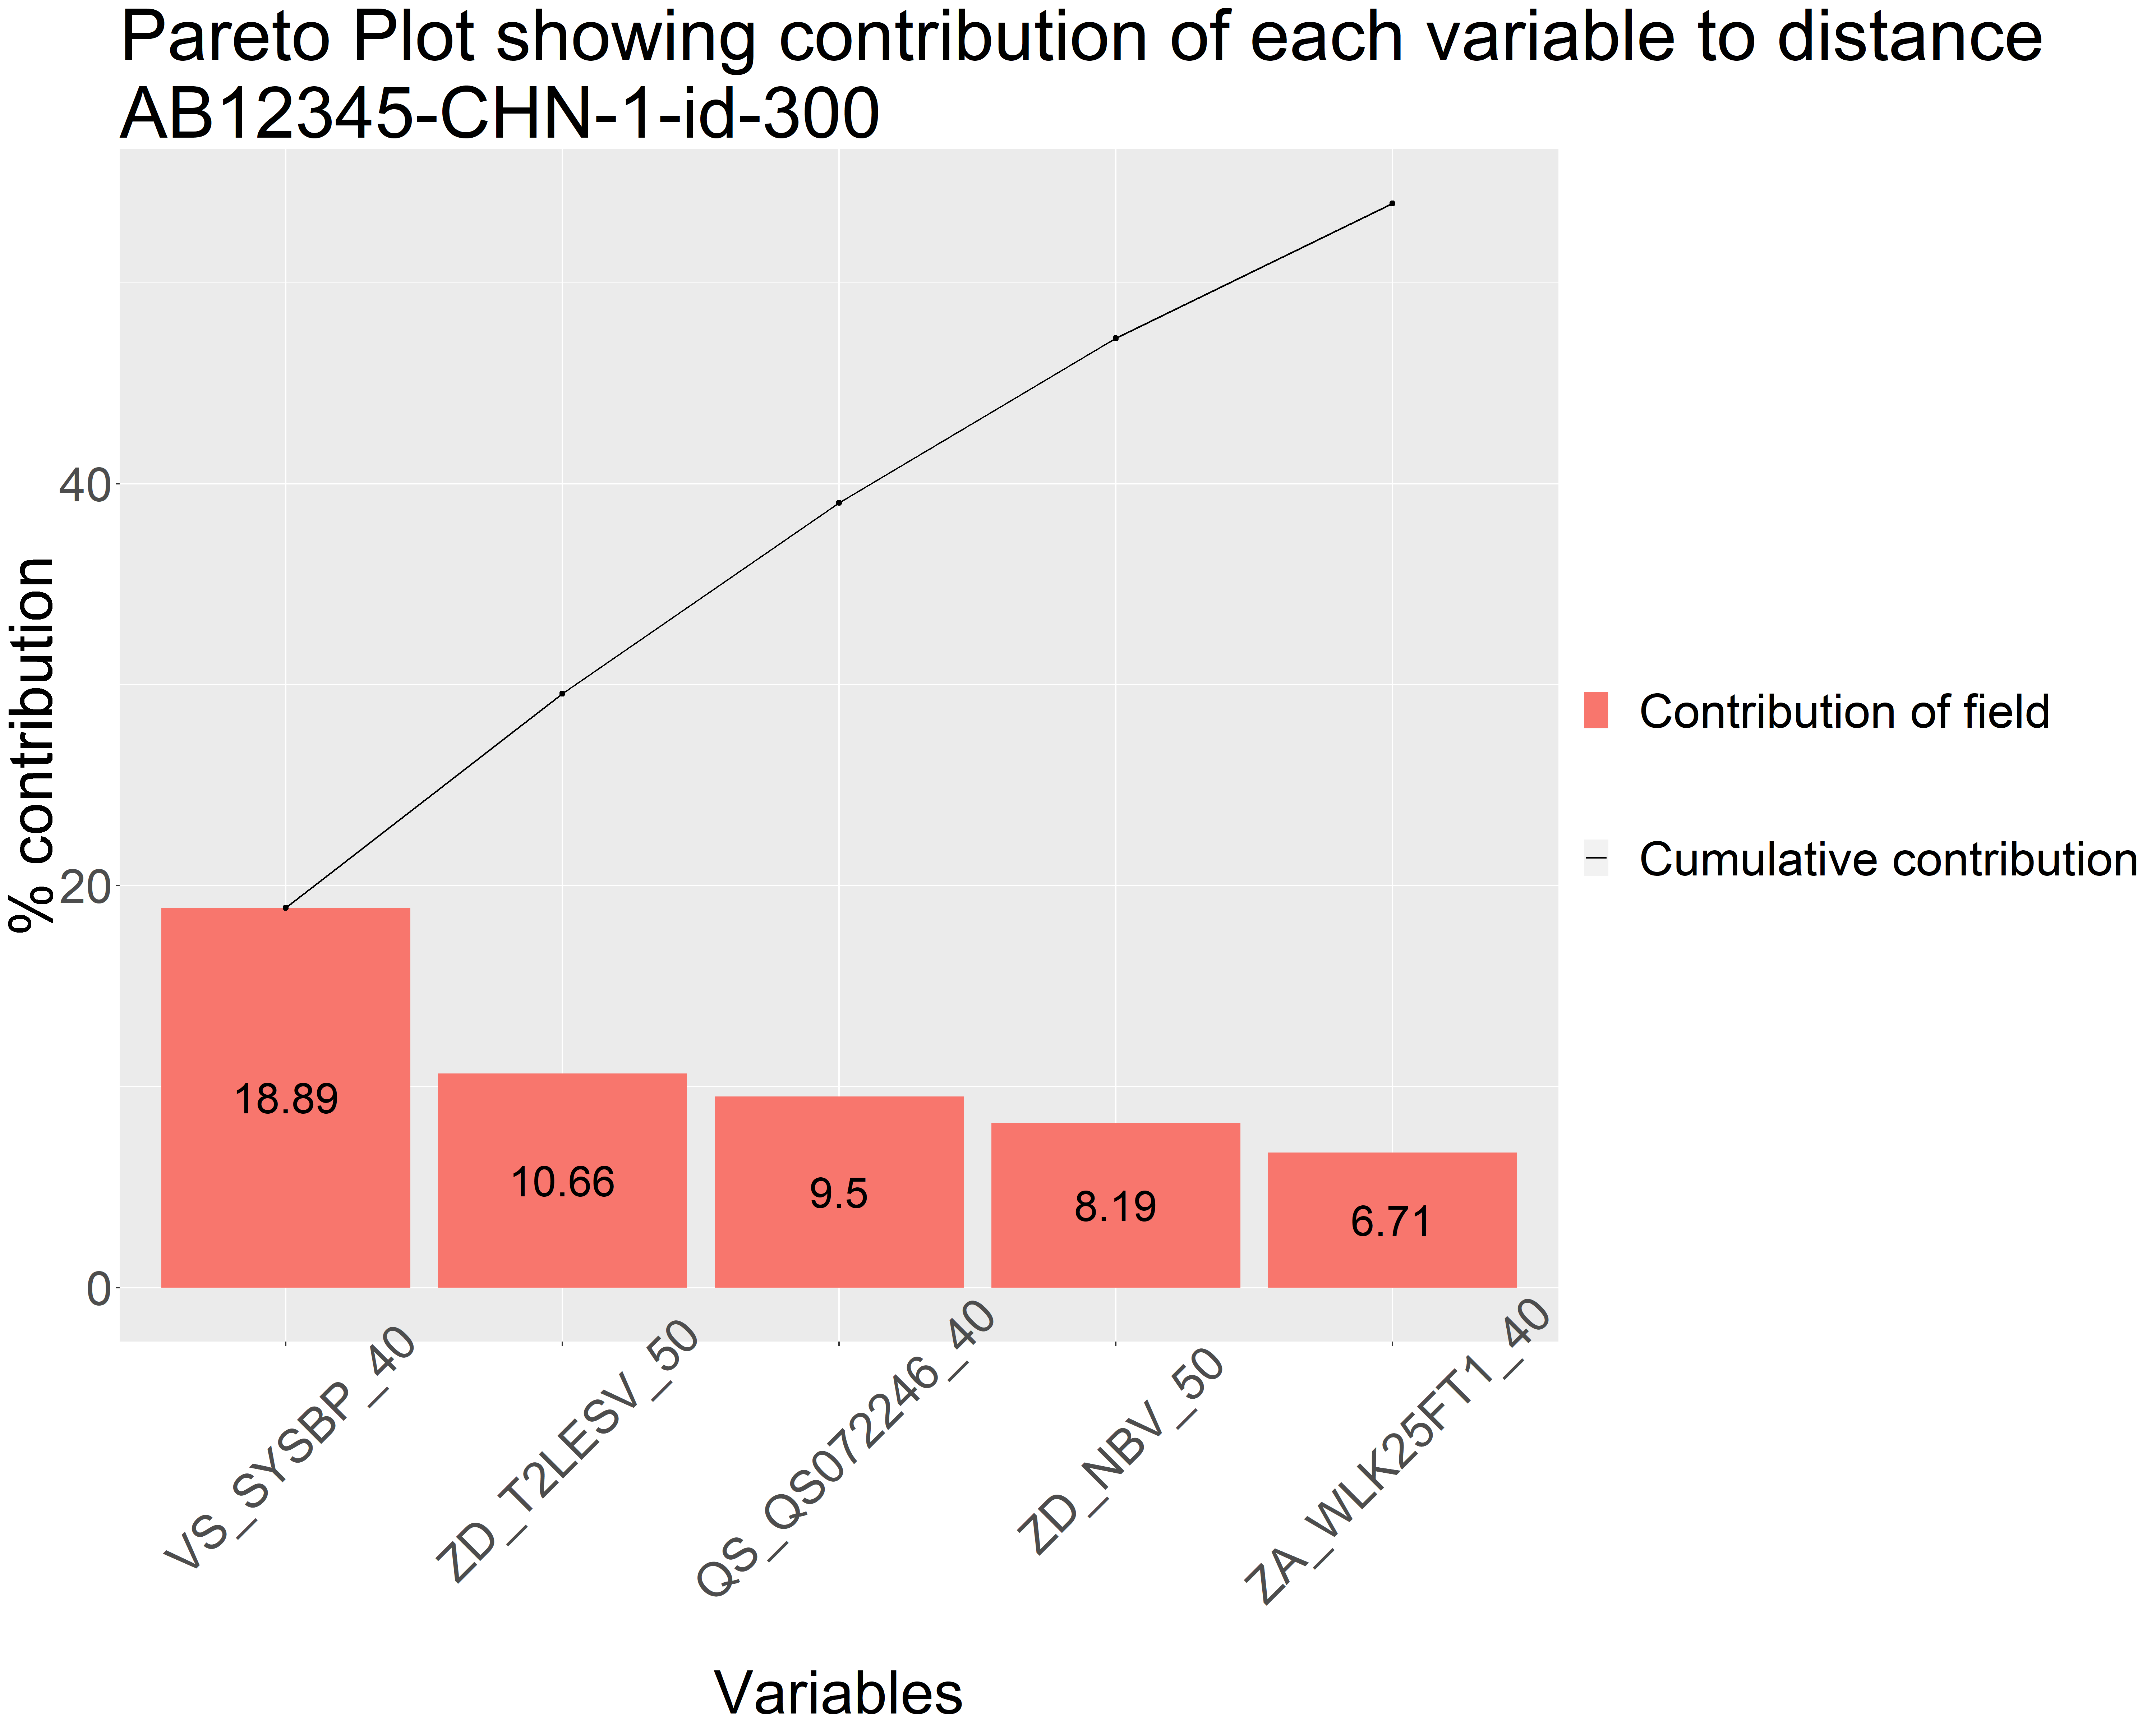 Pareto Plot showing contribution of each variable to distance
AB12345-CHN-1-id-300
% contribution
40
20
0
18.89
10.66
9.5
8.19
6.71
VS_SYSBP_40
ZD_T2LESV_50
QS_QS072246_40
ZD_NBV_50
ZA_WLK25FT1_40
Variables
Contribution of field
Cumulative contribution